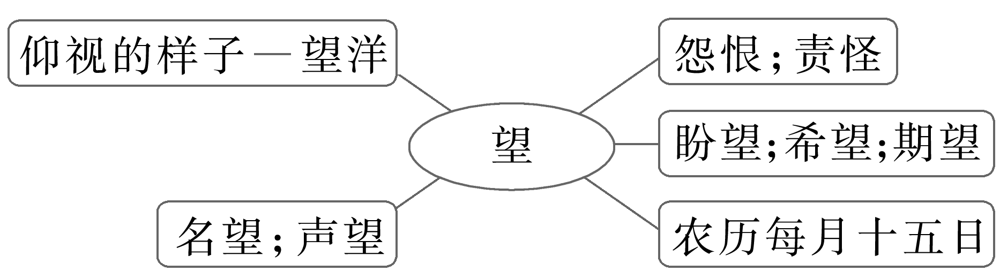 仰视的样子—望洋
怨恨；责怪
望
盼望;希望;期望
名望；声望
农历每月十五日